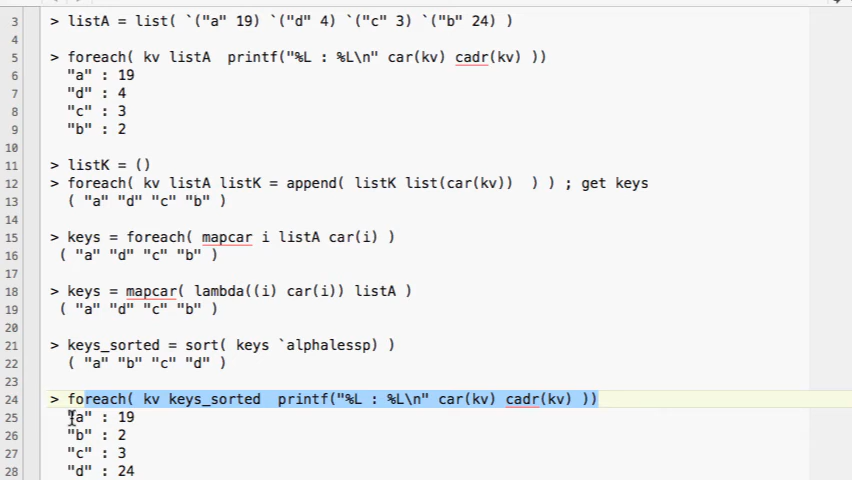 3 > listA = list( `("a" 19) `("d" 4) `("c" 3) `("b" 24) )
4
5 > foreach( kv listA  printf("%L : %L\n" car(kv) cadr(kv) ))
6 "a" : 19
7 "d" : 4
8 "c" : 3
9 "b" : 2
10
11 > listK = ()
12 > foreach( kv listA listK = append( listK list(car(kv))  ) ) ; get keys
13 ( "a" "d" "c" "b" )
14
15 > keys = foreach( mapcar i listA car(i) )
16 ( "a" "d" "c" "b" )
17
18 > keys = mapcar( lambda((i) car(i)) listA )
19 ( "a" "d" "c" "b" )
20
21 > keys_sorted = sort( keys `alphalessp) )
22 ( "a" "b" "c" "d" )
23
24 > foreach( kv keys_sorted  printf("%L : %L\n" car(kv) cadr(kv) ))
25 "a" : 19
26 "b" : 2
27 "c" : 3
28 "d" : 24